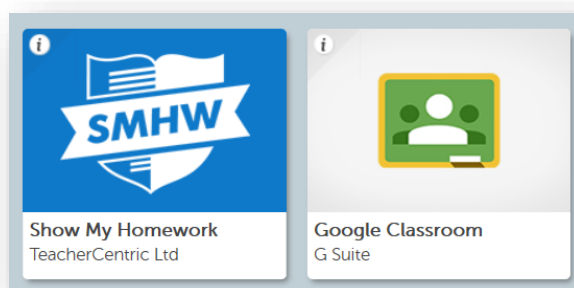 i
SMHW
Show My Homework
TeacherCentric Ltd
i
Google Classroom
G Suite